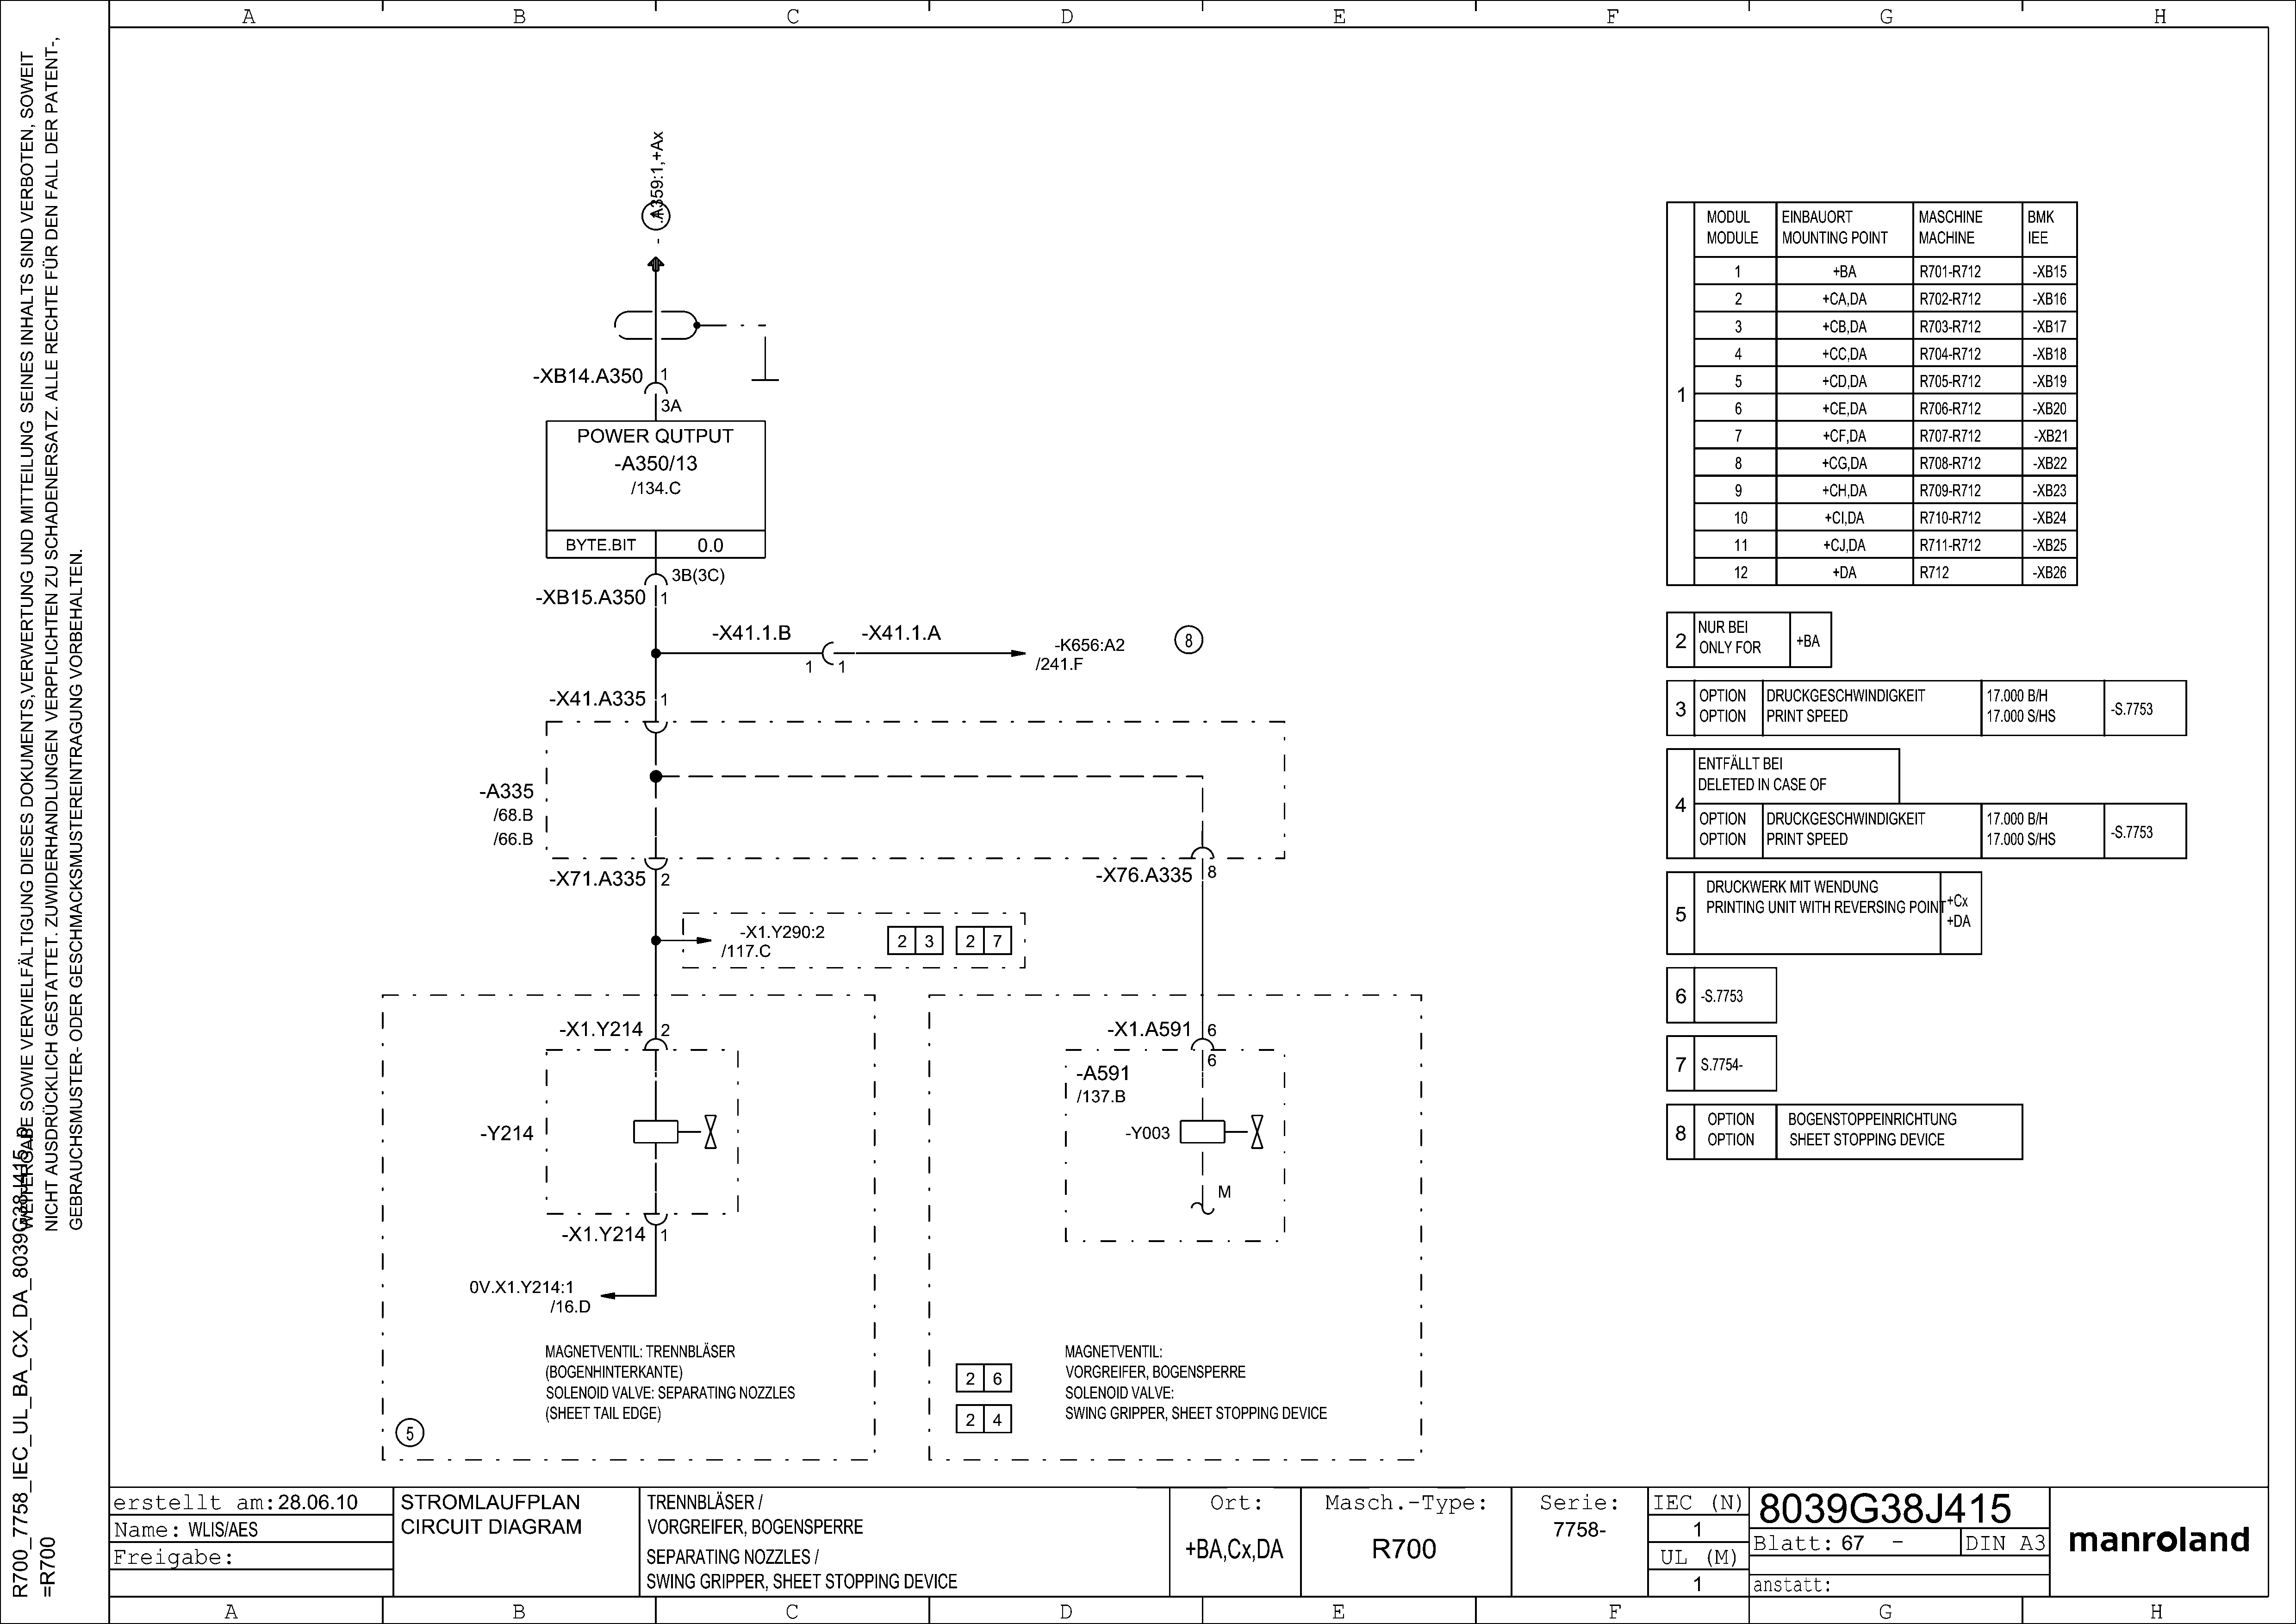 A B C D E F G H
WEITERGABE SOWIE VERVIELFÄLTIGUNG DIESES DOKUMENTS,VERWERTUNG UND MITTEILUNG SEINES INHALTS SIND VERBOTEN, SOWEIT
NICHT AUSDRÜCKLICH GESTATTET. ZUWIDERHANDLUNGEN VERPFLICHTEN ZU SCHADENERSATZ. ALLE RECHTE FÜR DEN FALL DER PATENT-,
GEBRAUCHSMUSTER- ODER GESCHMACKSMUSTEREINTRAGUNG VORBEHALTEN.
R700_7758_IEC_UL_BA_CX_DA_8039G38J415_D
=R700
-.A359:1,+Ax
-XB14.A350 1
3A
POWER QUTPUT
-A350/13
/134.C
BYTE.BIT 0.0
3B(3C)
-XB15.A350 1
-X41.1.B -X41.1.A
1 1
-K656:A2
/241.F
8
-X41.A335 1
-A335
/68.B
/66.B
-X71.A335 2
-X76.A335 8
-X1.Y290:2
/117.C
2 3 2 7
-X1.Y214 2
-Y214
-X1.Y214 1
0V.X1.Y214:1
/16.D
MAGNETVENTIL: TRENNBLÄSER
(BOGENHINTERKANTE)
SOLENOID VALVE: SEPARATING NOZZLES
(SHEET TAIL EDGE)
5
-X1.A591 6
6
-A591
/137.B
-Y003
M
2 6
2 4
MAGNETVENTIL:
VORGREIFER, BOGENSPERRE
SOLENOID VALVE:
SWING GRIPPER, SHEET STOPPING DEVICE
1
MODUL EINBAUORT MASCHINE BMK
MODULE MOUNTING POINT MACHINE IEE
1 +BA R701-R712 -XB15
2 +CA,DA R702-R712 -XB16
3 +CB,DA R703-R712 -XB17
4 +CC,DA R704-R712 -XB18
5 +CD,DA R705-R712 -XB19
6 +CE,DA R706-R712 -XB20
7 +CF,DA R707-R712 -XB21
8 +CG,DA R708-R712 -XB22
9 +CH,DA R709-R712 -XB23
10 +CI,DA R710-R712 -XB24
11 +CJ,DA R711-R712 -XB25
12 +DA R712 -XB26
2 NUR BEI
ONLY FOR +BA
3 OPTION DRUCKGESCHWINDIGKEIT 17.000 B/H
OPTION PRINT SPEED 17.000 S/HS -S.7753
4 ENTFÄLLT BEI
DELETED IN CASE OF
OPTION DRUCKGESCHWINDIGKEIT 17.000 B/H
OPTION PRINT SPEED 17.000 S/HS -S.7753
5 DRUCKWERK MIT WENDUNG +Cx
PRINTING UNIT WITH REVERSING POINT +DA
6 -S.7753
7 S.7754-
8 OPTION BOGENSTOPPEINRICHTUNG
OPTION SHEET STOPPING DEVICE
erstellt am: 28.06.10
Name: WLIS/AES
Freigabe:
STROMLAUFPLAN
CIRCUIT DIAGRAM
TRENNBLÄSER /
VORGREIFER, BOGENSPERRE
SEPARATING NOZZLES /
SWING GRIPPER, SHEET STOPPING DEVICE
Ort:
+BA,Cx,DA
Masch.-Type:
R700
Serie:
7758-
IEC (N)
1
UL (M)
1
8039G38J415
Blatt: 67 - DIN A3
anstatt:
manroland
A B C D E F G H